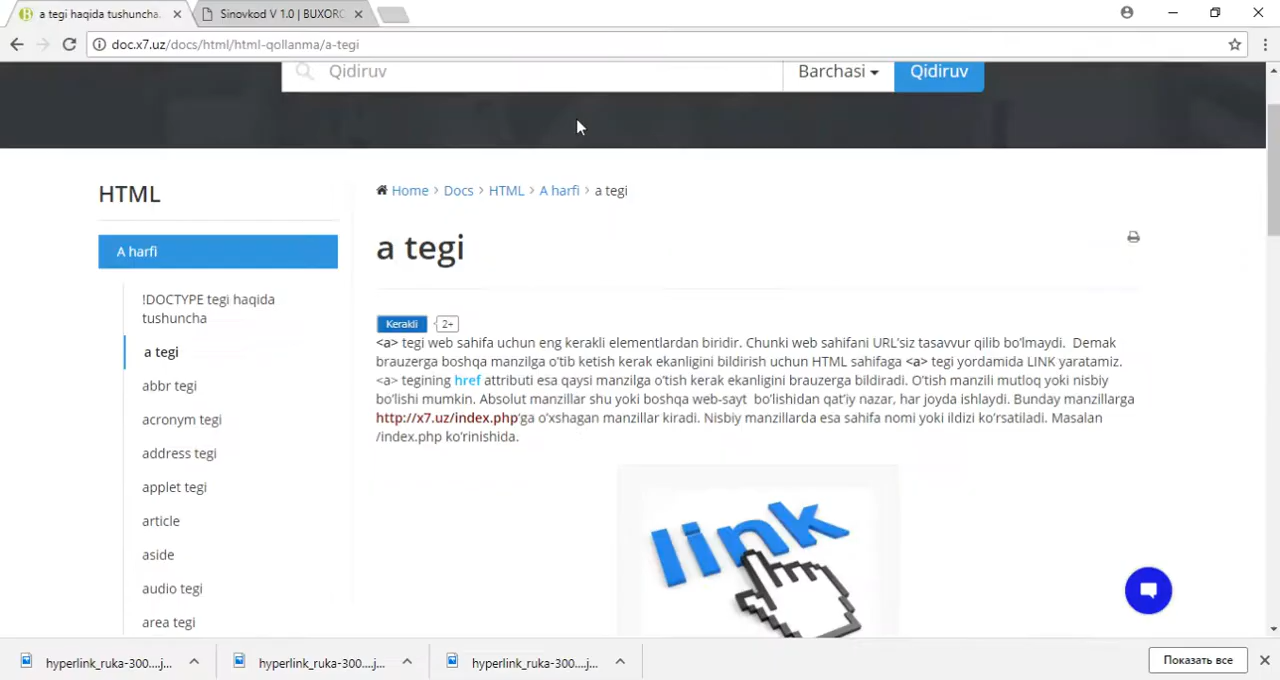 a tegi haqida tushuncha.
Sinovkod V 1.0 | BUXORO
doc.x7.uz/docs/html/html-qollanma/a-tegi
Qidiruv
Barchasi
Qidiruv
HTML
A harfi
!DOCTYPE tegi haqida
tushuncha
a tegi
abbr tegi
acronym tegi
address tegi
applet tegi
article
aside
audio tegi
area tegi
Home > Docs > HTML > A harfi > a tegi
a tegi
Kerakli 2+
<a> tegi web sahifa uchun eng kerakli elementlardan biridir. Chunki web sahifani URL'siz tasavvur qilib bo'lmaydi. Demak
brauzerga boshqa manzilga o'tib ketish kerak ekanligini bildirish uchun HTML sahifaga <a> tegi yordamida LINK yaratamiz.
<a> tegining href attributi esa qaysi manzilga o'tish kerak ekanligini brauzerga bildiradi. O'tish manzili mutloq yoki nisbiy
bo'lishi mumkin. Absolut manzillar shu yoki boshqa web-sayt bo'lishidan qat'iy nazar, har joyda ishlaydi. Bunday manzillarga
http://x7.uz/index.php'ga o'xshagan manzillar kiradi. Nisbiy manzillarda esa sahifa nomi yoki ildizi ko'rsatiladi. Masalan
/index.php ko'rinishida.
link
hyperlink_ruka-300....j...
hyperlink_ruka-300....j...
hyperlink_ruka-300....j...
Показать все